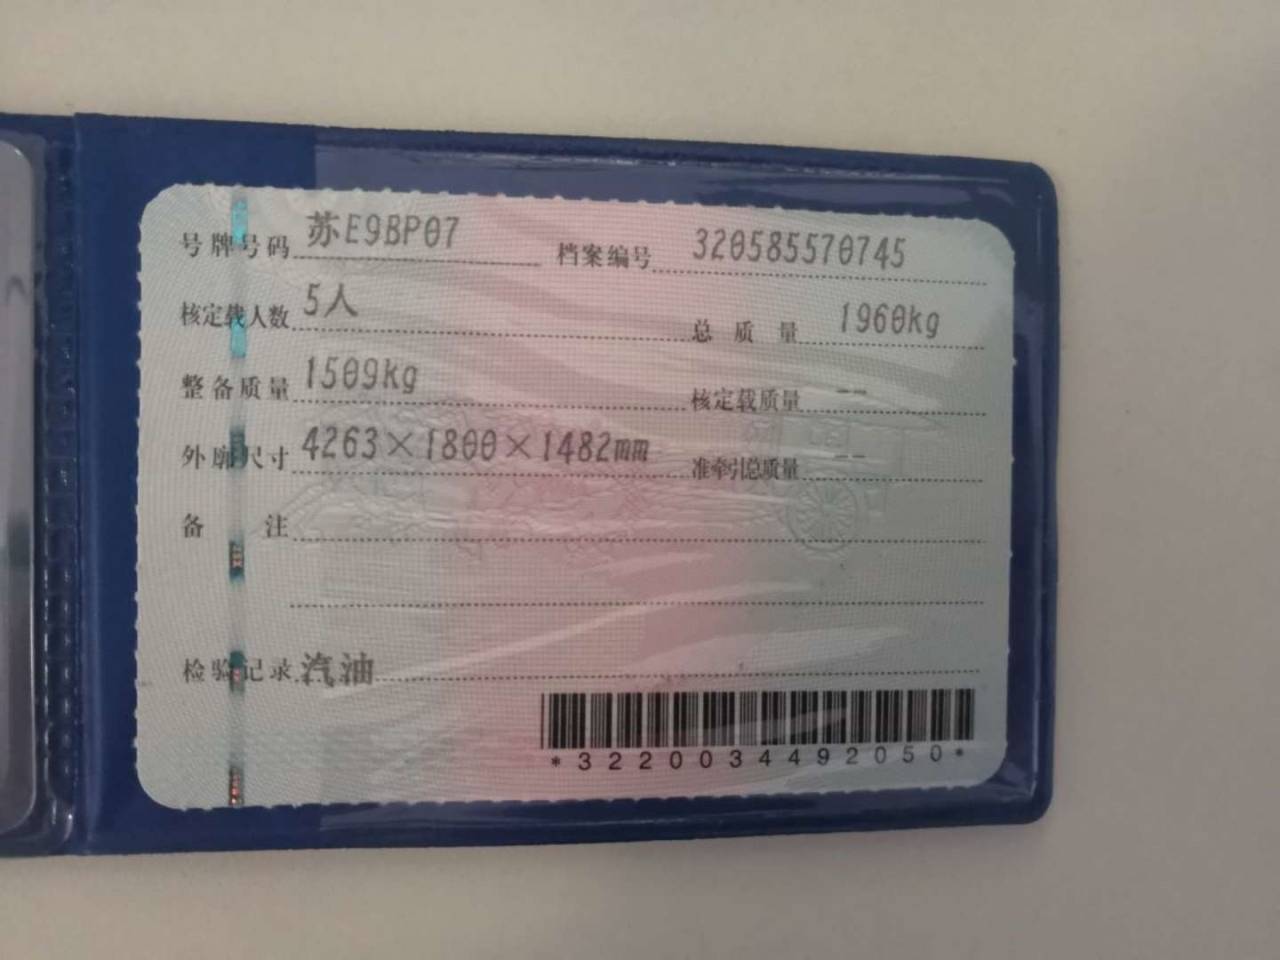 号牌号码 苏E9BP07 档案编号 320585570745
核定载人数 5人 总质量 1960kg
整备质量 1509kg 核定载质量 --
外廓尺寸 4263×1800×1482mm 准牵引总质量 --
备注
检验记录 汽油
*3220034492050*